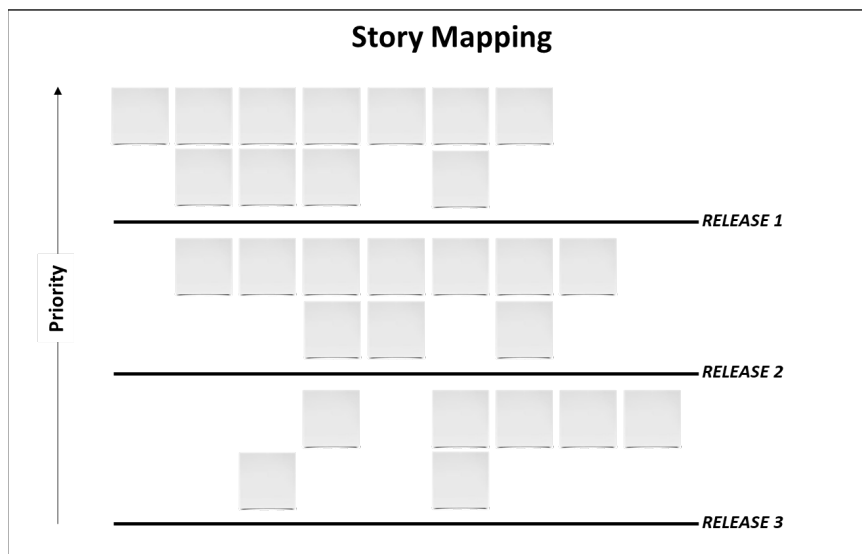 Story Mapping
RELEASE 1
Priority
RELEASE 2
RELEASE 3